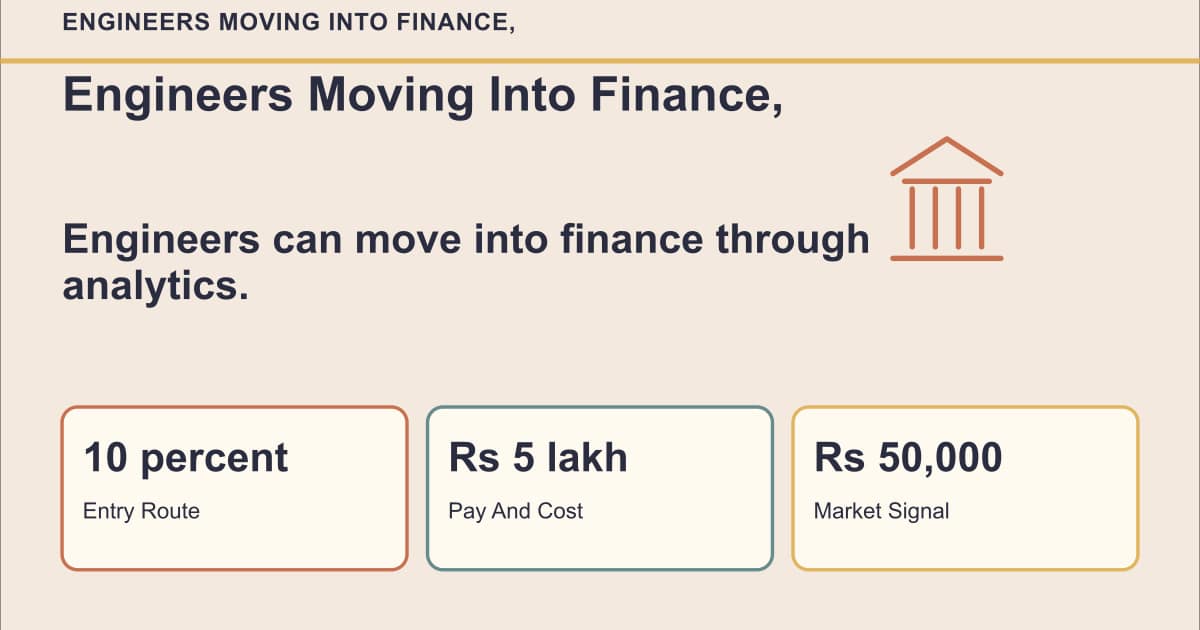 ENGINEERS MOVING INTO FINANCE,
Engineers Moving Into Finance,
Engineers can move into finance through
analytics.
10 percent
Entry Route
Rs 5 lakh
Pay And Cost
Rs 50,000
Market Signal